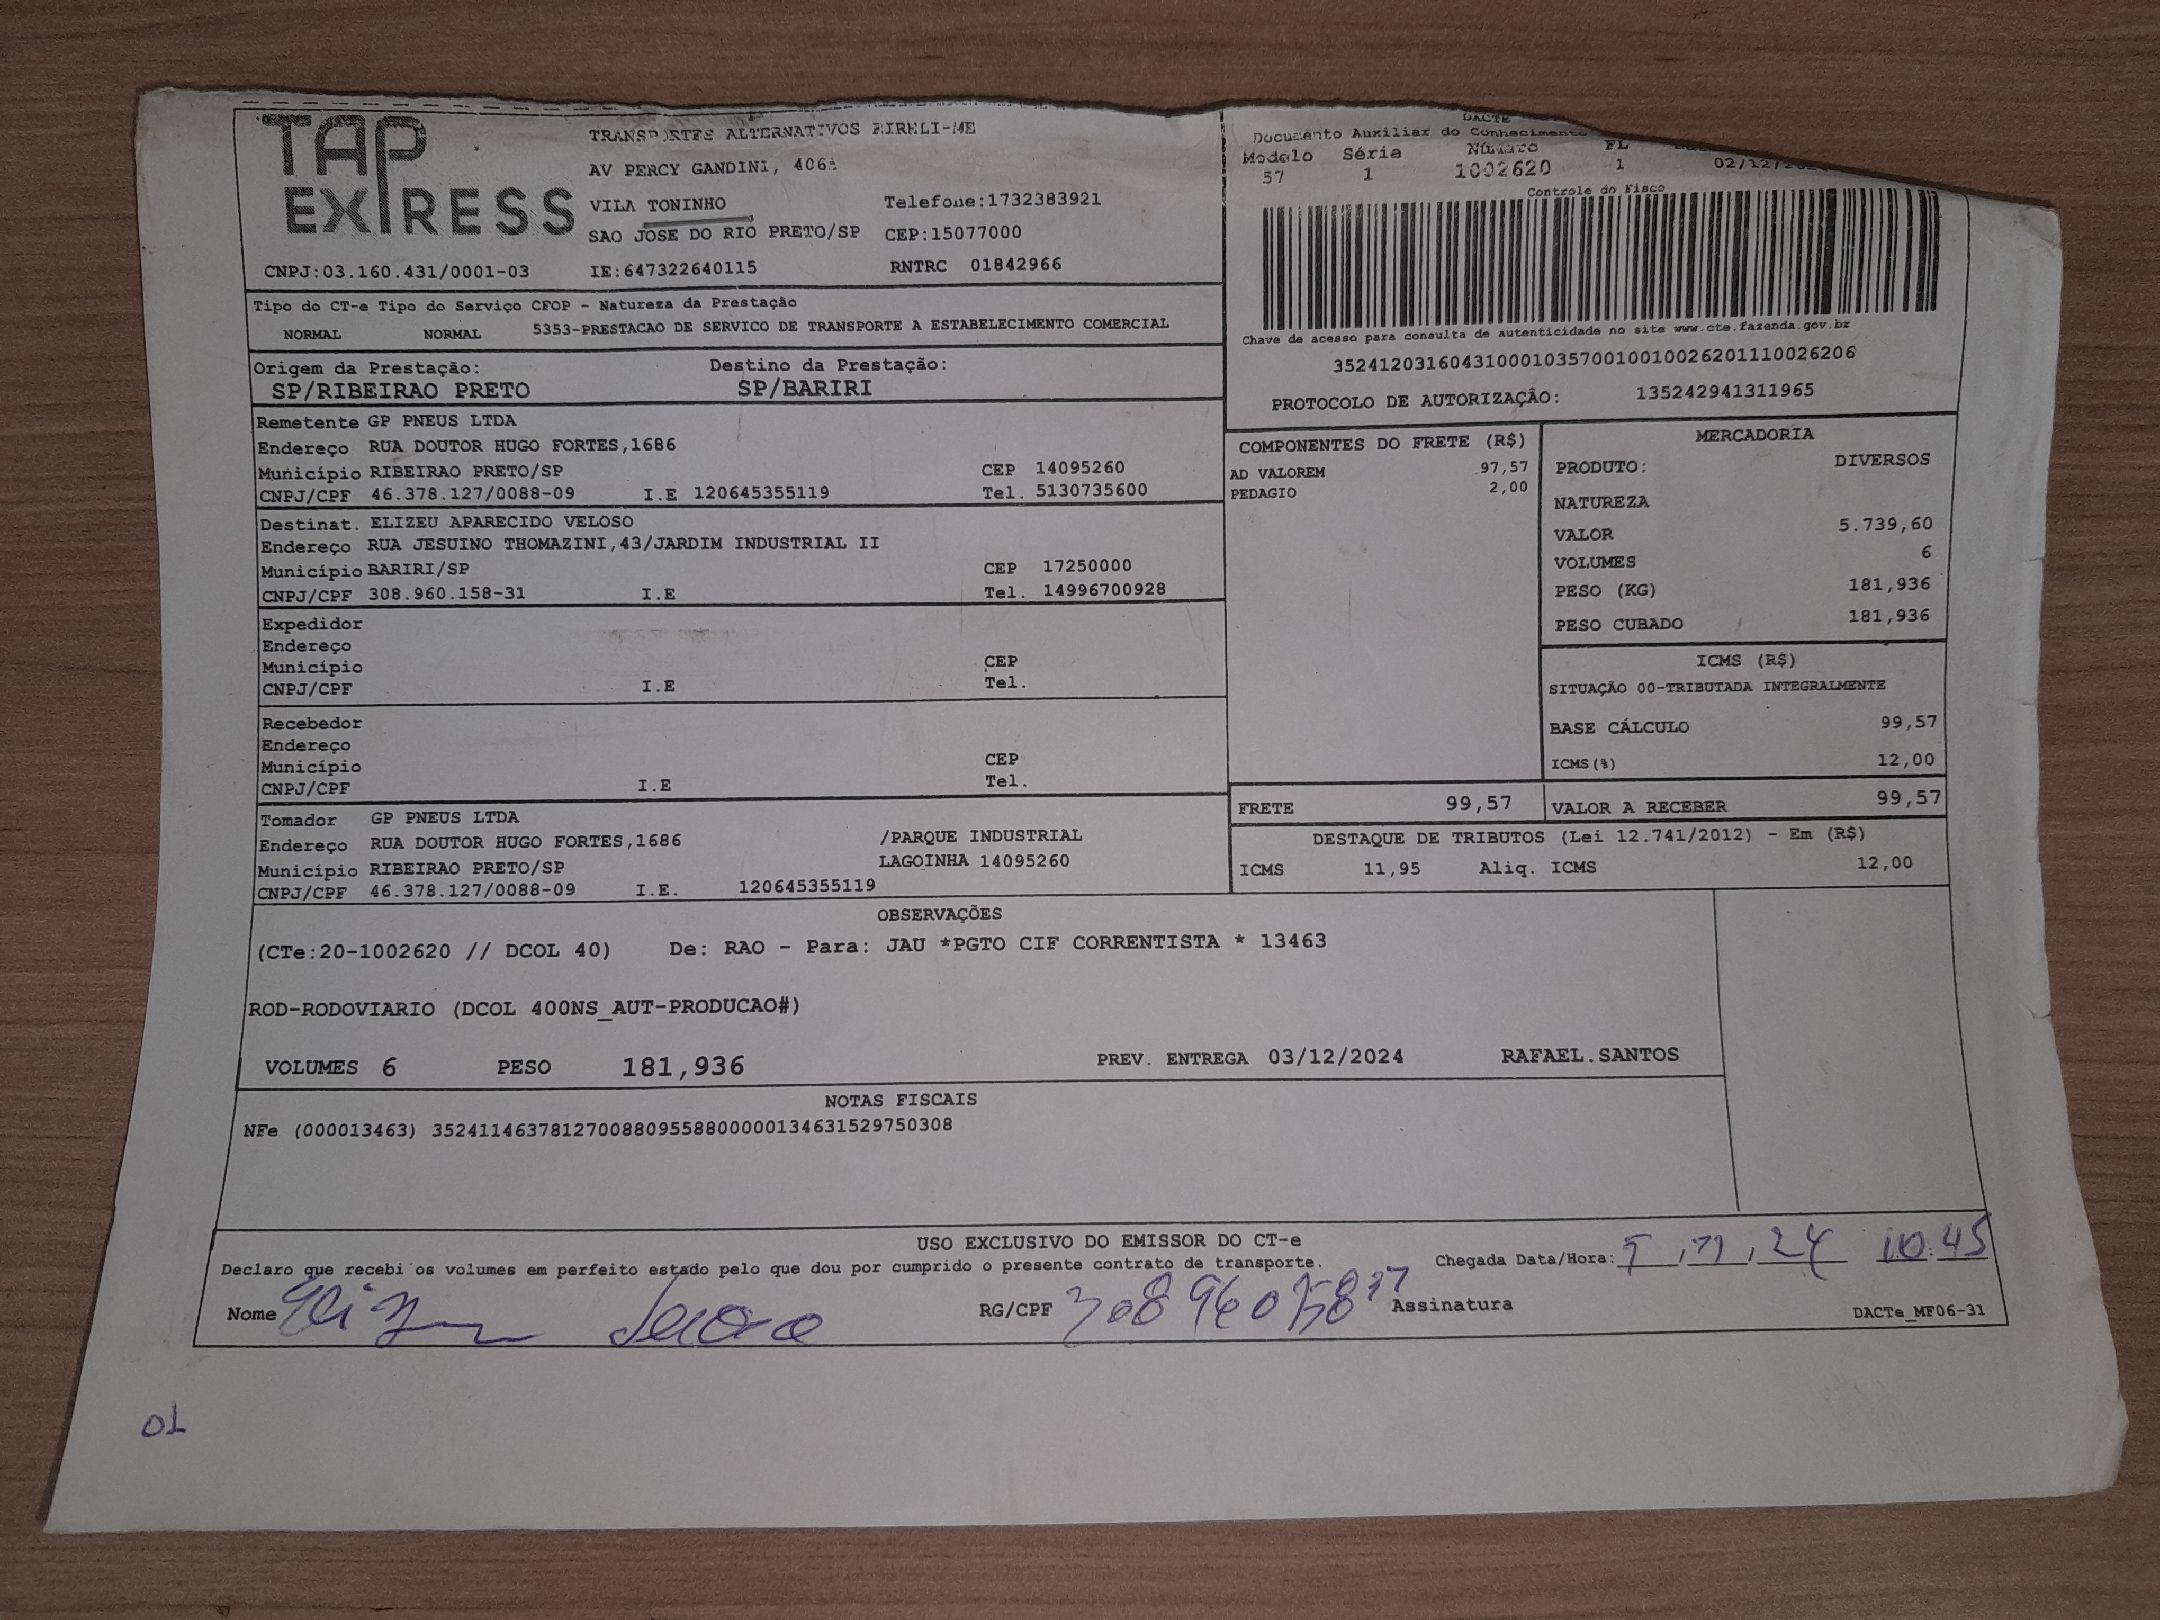 TAP EXPRESS
TRANSPORTES ALTERNATIVOS EIRELI-ME
AV PERCY GANDINI,
VILA TONINHO Telefone:1732383921
SAO JOSE DO RIO PRETO/SP CEP:15077000
CNPJ:03.160.431/0001-03 IE:647322640115 RNTRC 01842966
DACTE
Documento Auxiliar do Conhecimento
Modelo Séria Número FL
57 1 1002620 1 02/12/
Controle do Fisco
Chave de acesso para consulta de autenticidade no site www.cte.fazenda.gov.br
35241203160431000103570010010026201110026206
PROTOCOLO DE AUTORIZAÇÃO: 135242941311965
Tipo do CT-e Tipo do Serviço CFOP - Natureza da Prestação
NORMAL NORMAL 5353-PRESTACAO DE SERVICO DE TRANSPORTE A ESTABELECIMENTO COMERCIAL
Origem da Prestação: Destino da Prestação:
SP/RIBEIRAO PRETO SP/BARIRI
Remetente GP PNEUS LTDA
Endereço RUA DOUTOR HUGO FORTES,1686
Município RIBEIRAO PRETO/SP CEP 14095260
CNPJ/CPF 46.378.127/0088-09 I.E 120645355119 Tel. 5130735600
Destinat. ELIZEU APARECIDO VELOSO
Endereço RUA JESUINO THOMAZINI,43/JARDIM INDUSTRIAL II
Município BARIRI/SP CEP 17250000
CNPJ/CPF 308.960.158-31 I.E Tel. 14996700928
Expedidor
Endereço
Município CEP
CNPJ/CPF I.E Tel.
Recebedor
Endereço
Município CEP
CNPJ/CPF I.E Tel.
Tomador GP PNEUS LTDA
Endereço RUA DOUTOR HUGO FORTES,1686 /PARQUE INDUSTRIAL
Município RIBEIRAO PRETO/SP LAGOINHA 14095260
CNPJ/CPF 46.378.127/0088-09 I.E. 120645355119
COMPONENTES DO FRETE (R$)
AD VALOREM 97,57
PEDAGIO 2,00
MERCADORIA
PRODUTO: DIVERSOS
NATUREZA
VALOR 5.739,60
VOLUMES 6
PESO (KG) 181,936
PESO CUBADO 181,936
ICMS (R$)
SITUAÇÃO 00-TRIBUTADA INTEGRALMENTE
BASE CÁLCULO 99,57
ICMS(%) 12,00
FRETE 99,57 VALOR A RECEBER 99,57
DESTAQUE DE TRIBUTOS (Lei 12.741/2012) - Em (R$)
ICMS 11,95 Aliq. ICMS 12,00
OBSERVAÇÕES
(CTe:20-1002620 // DCOL 40) De: RAO - Para: JAU *PGTO CIF CORRENTISTA * 13463
ROD-RODOVIARIO (DCOL 400NS_AUT-PRODUCAO#)
VOLUMES 6 PESO 181,936 PREV. ENTREGA 03/12/2024 RAFAEL.SANTOS
NOTAS FISCAIS
NFe (000013463) 35241146378127008809558800000134631529750308
USO EXCLUSIVO DO EMISSOR DO CT-e
Declaro que recebi os volumes em perfeito estado pelo que dou por cumprido o presente contrato de transporte. Chegada Data/Hora: 24 10:45
Nome RG/CPF Assinatura
DACTe_MF06-31